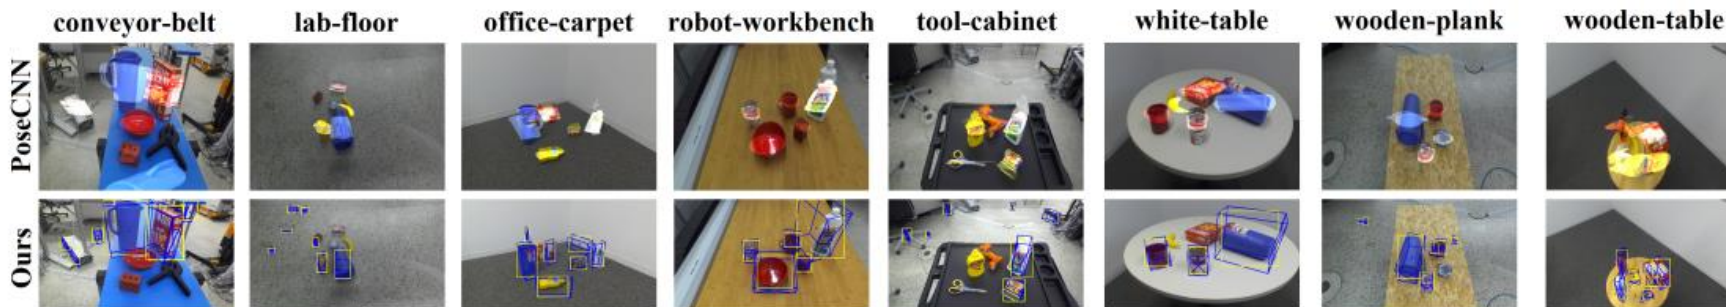 conveyor-belt lab-floor office-carpet robot-workbench tool-cabinet white-table wooden-plank wooden-table
PoseCNN
Ours